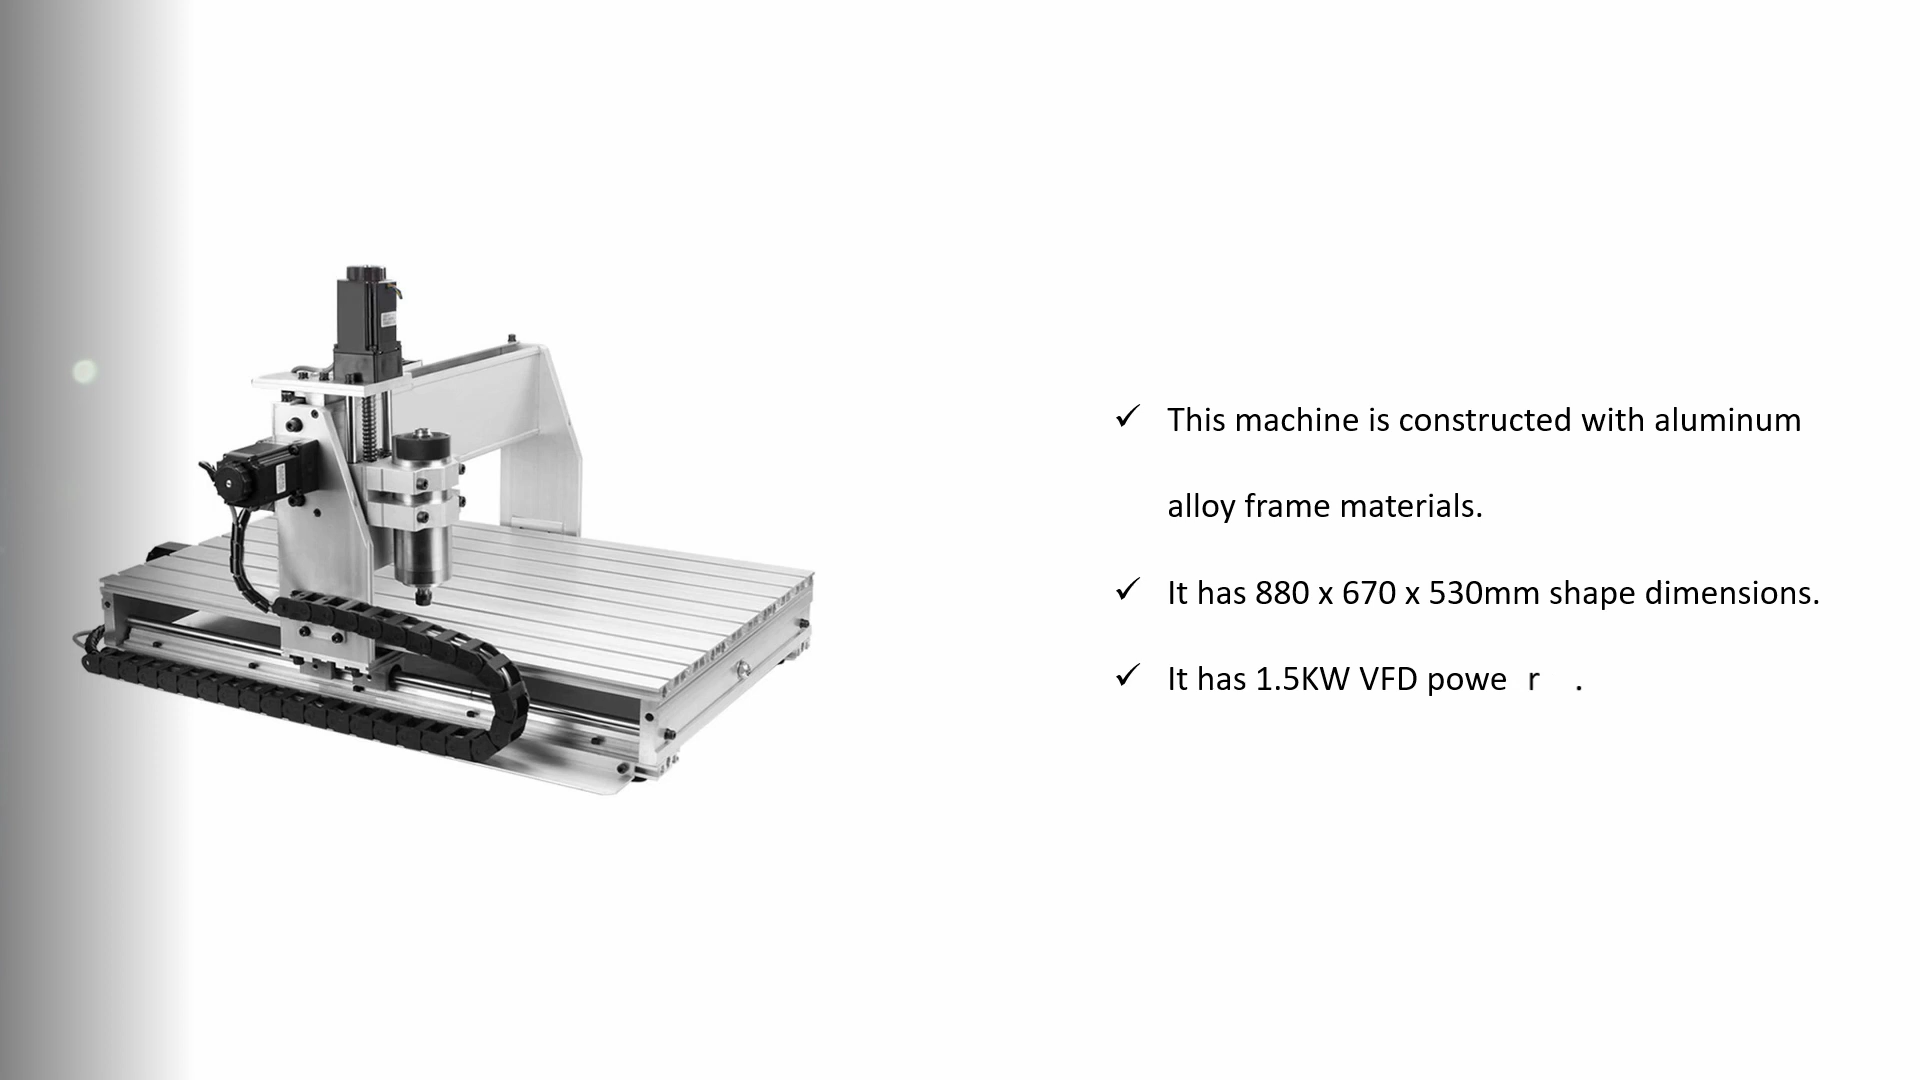 ✓ This machine is constructed with aluminum
alloy frame materials.
✓ It has 880 x 670 x 530mm shape dimensions.
✓ It has 1.5KW VFD power.